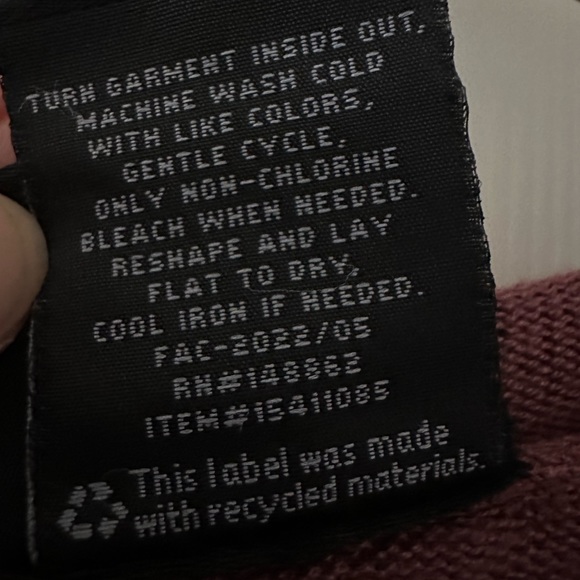 TURN GARMENT INSIDE OUT,
MACHINE WASH COLD
WITH LIKE COLORS,
GENTLE CYCLE,
ONLY NON-CHLORINE
BLEACH WHEN NEEDED.
RESHAPE AND LAY
FLAT TO DRY.
COOL IRON IF NEEDED.
FAC-2022/05
RN#148862
ITEM#15411085
This label was made
with recycled materials.